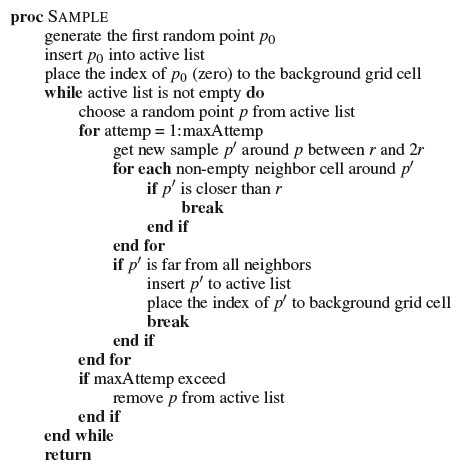 proc SAMPLE
generate the first random point p0
insert p0 into active list
place the index of p0 (zero) to the background grid cell
while active list is not empty do
choose a random point p from active list
for attemp = 1:maxAttemp
get new sample p′ around p between r and 2r
for each non-empty neighbor cell around p′
if p′ is closer than r
break
end if
end for
if p′ is far from all neighbors
insert p′ to active list
place the index of p′ to background grid cell
break
end if
end for
if maxAttemp exceed
remove p from active list
end if
end while
return